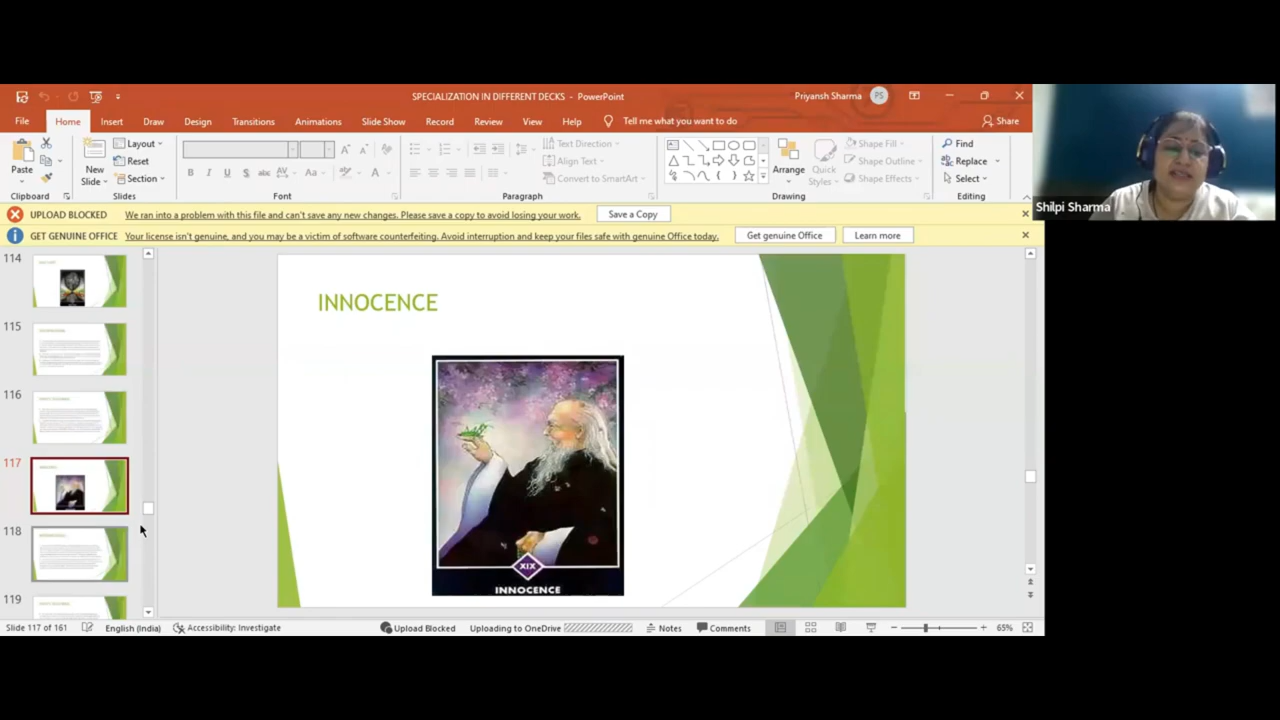 SPECIALIZATION IN DIFFERENT DECKS - PowerPoint
Priyansh Sharma PS
File Home Insert Draw Design Transitions Animations Slide Show Record Review View Help Tell me what you want to do Share
Paste
Clipboard
New
Slide
Layout
Reset
Section
Slides
B I U S abc AV Aa A
Font
Text Direction
Align Text
Convert to SmartArt
Paragraph
Arrange
Quick
Styles
Shape Fill
Shape Outline
Shape Effects
Drawing
Find
Replace
Select
Editing
UPLOAD BLOCKED We ran into a problem with this file and can't save any new changes. Please save a copy to avoid losing your work. Save a Copy
GET GENUINE OFFICE Your license isn't genuine, and you may be a victim of software counterfeiting. Avoid interruption and keep your files safe with genuine Office today. Get genuine Office Learn more
Shilpi Sharma
114
115
116
117
118
119
INNOCENCE
XIX
INNOCENCE
Slide 117 of 161 English (India) Accessibility: Investigate Upload Blocked Uploading to OneDrive Notes Comments 65%